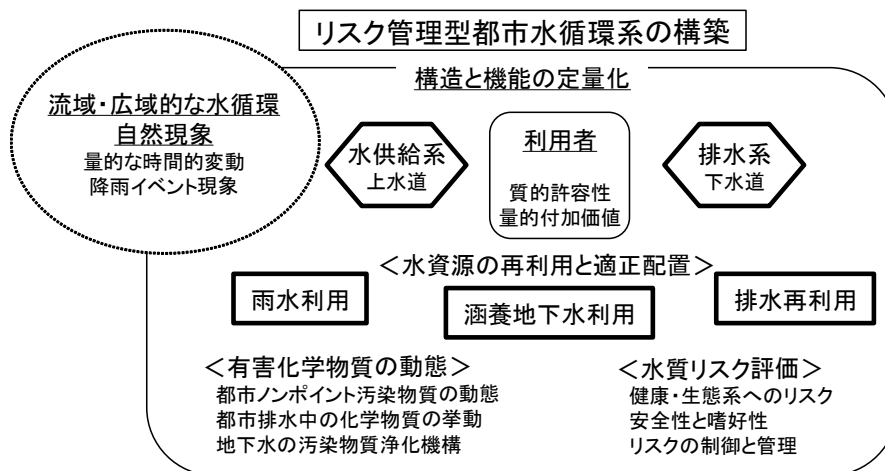 リスク管理型都市水循環系の構築
構造と機能の定量化
流域・広域的な水循環
自然現象
量的な時間的変動
降雨イベント現象
水供給系
上水道
利用者
質的許容性
量的付加価値
排水系
下水道
＜水資源の再利用と適正配置＞
雨水利用
涵養地下水利用
排水再利用
＜有害化学物質の動態＞
都市ノンポイント汚染物質の動態
都市排水中の化学物質の挙動
地下水の汚染物質浄化機構
＜水質リスク評価＞
健康・生態系へのリスク
安全性と嗜好性
リスクの制御と管理